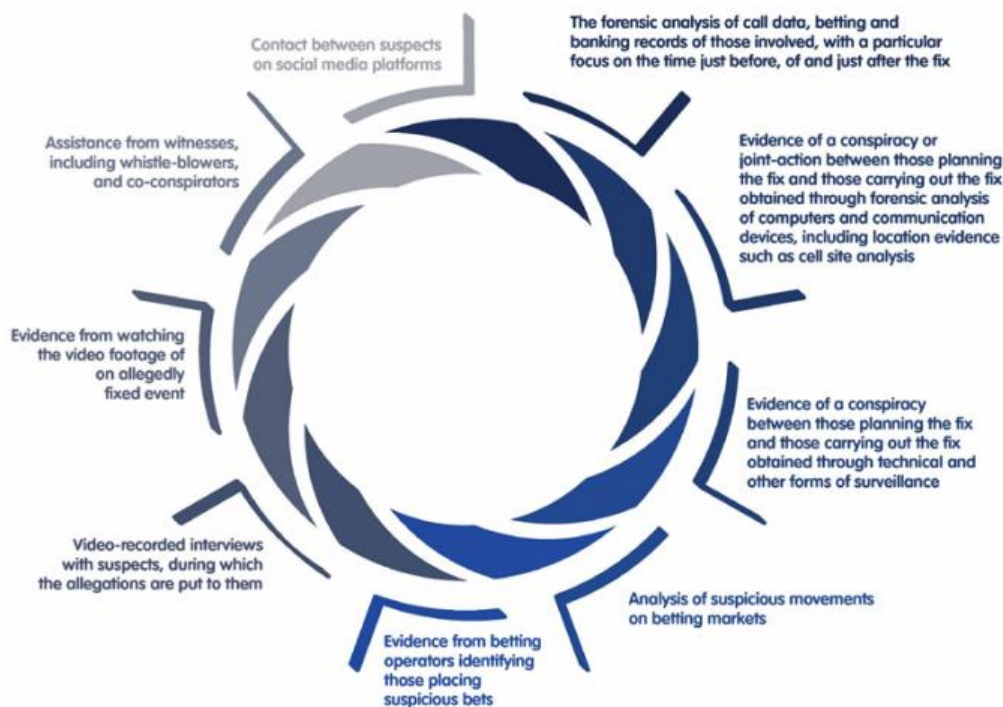 Contact between suspects
on social media platforms
The forensic analysis of call data, betting and
banking records of those involved, with a particular
focus on the time just before, of and just after the fix
Evidence of a conspiracy or
joint-action between those planning
the fix and those carrying out the fix
obtained through forensic analysis
of computers and communication
devices, including location evidence
such as cell site analysis
Evidence of a conspiracy
between those planning the fix
and those carrying out the fix
obtained through technical and
other forms of surveillance
Analysis of suspicious movements
on betting markets
Evidence from betting
operators identifying
those placing
suspicious bets
Video-recorded interviews
with suspects, during which
the allegations are put to them
Evidence from watching
the video footage of
on allegedly
fixed event
Assistance from witnesses,
including whistle-blowers,
and co-conspirators